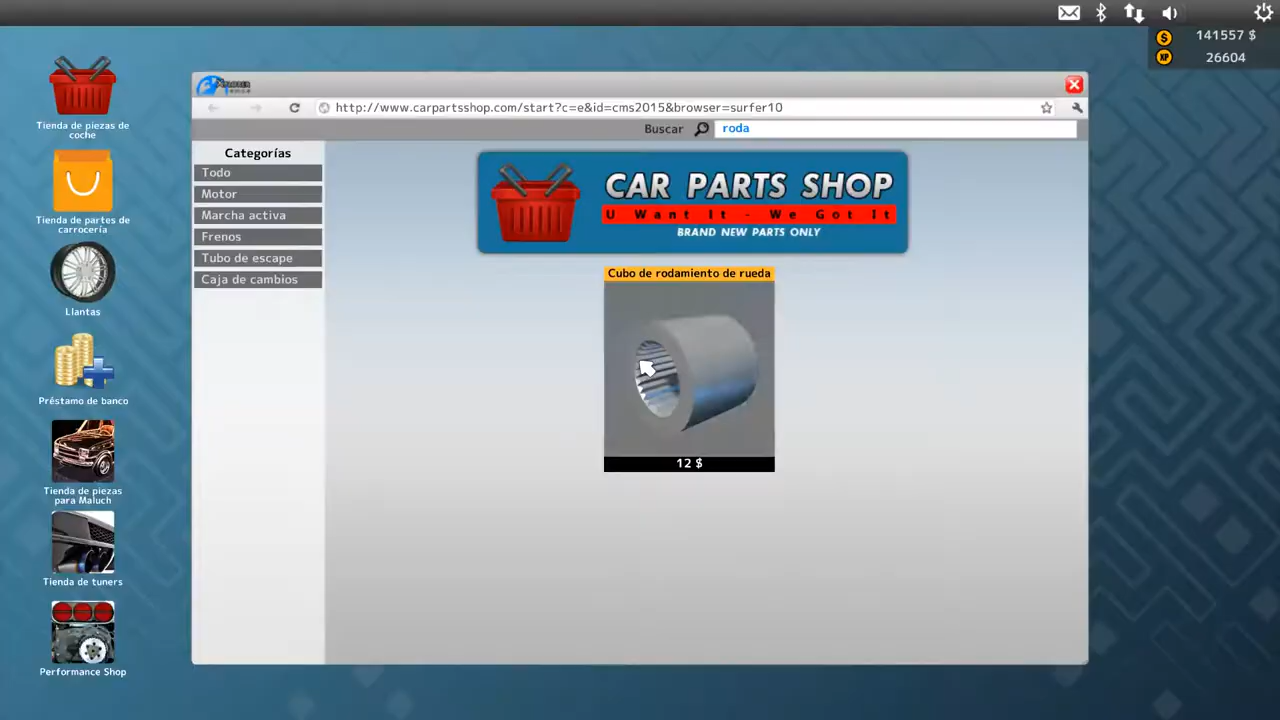 141557 $
26604
http://www.carpartsshop.com/start?c=e&id=cms2015&browser=surfer10
Buscar
roda
Categorías
Todo
Motor
Marcha activa
Frenos
Tubo de escape
Caja de cambios
CAR PARTS SHOP
U Want It - We Got It
BRAND NEW PARTS ONLY
Cubo de rodamiento de rueda
12 $
Tienda de piezas de
coche
Tienda de partes de
carrocería
Llantas
Préstamo de banco
Tienda de piezas
para Maluch
Tienda de tuners
Performance Shop